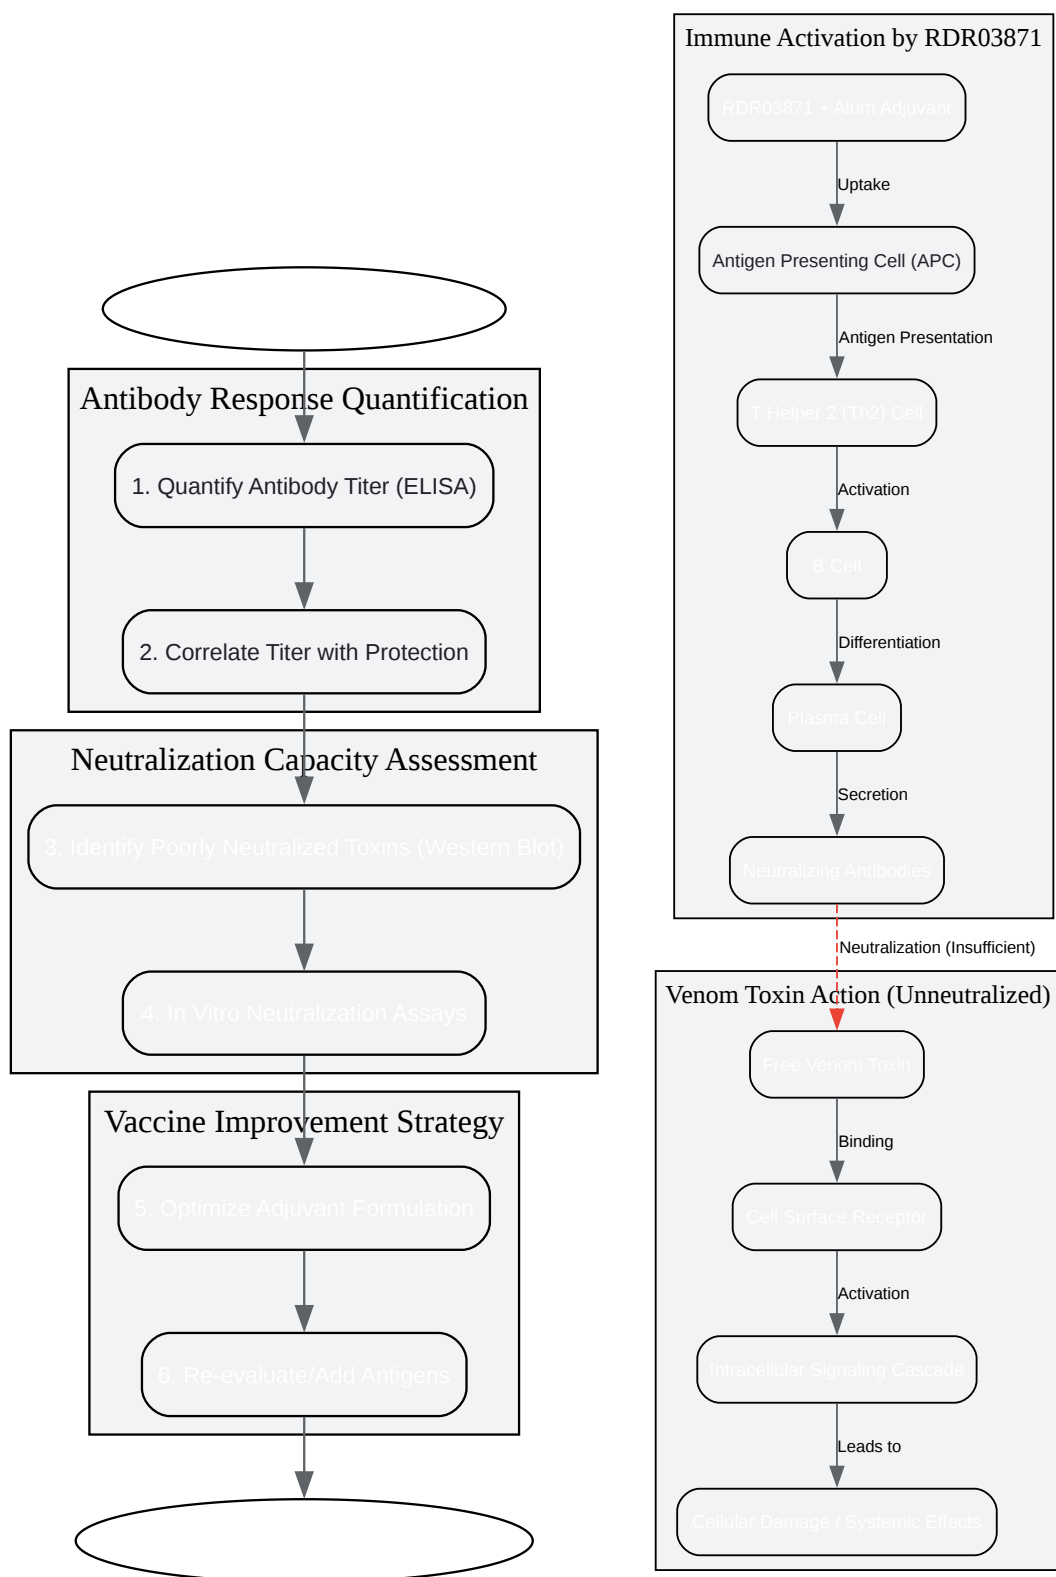 Antibody Response Quantification
1. Quantify Antibody Titer (ELISA)
2. Correlate Titer with Protection
Neutralization Capacity Assessment
3. Identify Poorly Neutralized Toxins (Western Blot)
4. In Vitro Neutralization Assays
Vaccine Improvement Strategy
5. Optimize Adjuvant Formulation
6. Re-evaluate/Add Antigens
Immune Activation by RDR03871
RDR03871 + Alum Adjuvant
Uptake
Antigen Presenting Cell (APC)
Antigen Presentation
T Helper 2 (Th2) Cell
Activation
B Cell
Differentiation
Plasma Cell
Secretion
Neutralizing Antibodies
Neutralization (Insufficient)
Venom Toxin Action (Unneutralized)
Free Venom Toxin
Binding
Cell Surface Receptor
Activation
Intracellular Signaling Cascade
Leads to
Cellular Damage / Systemic Effects